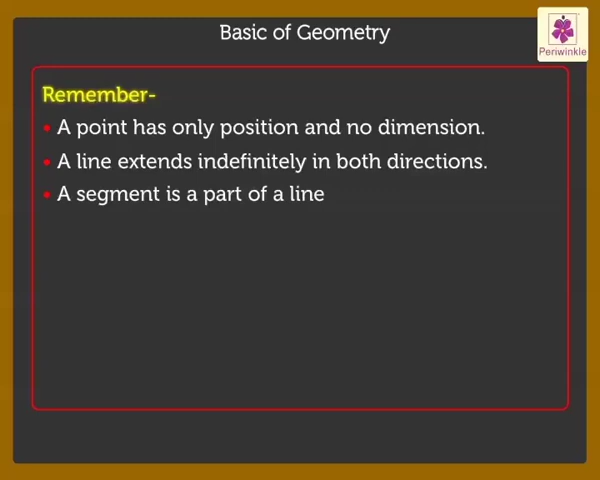 Basic of Geometry
Periwinkle
Remember-
• A point has only position and no dimension.
• A line extends indefinitely in both directions.
• A segment is a part of a line